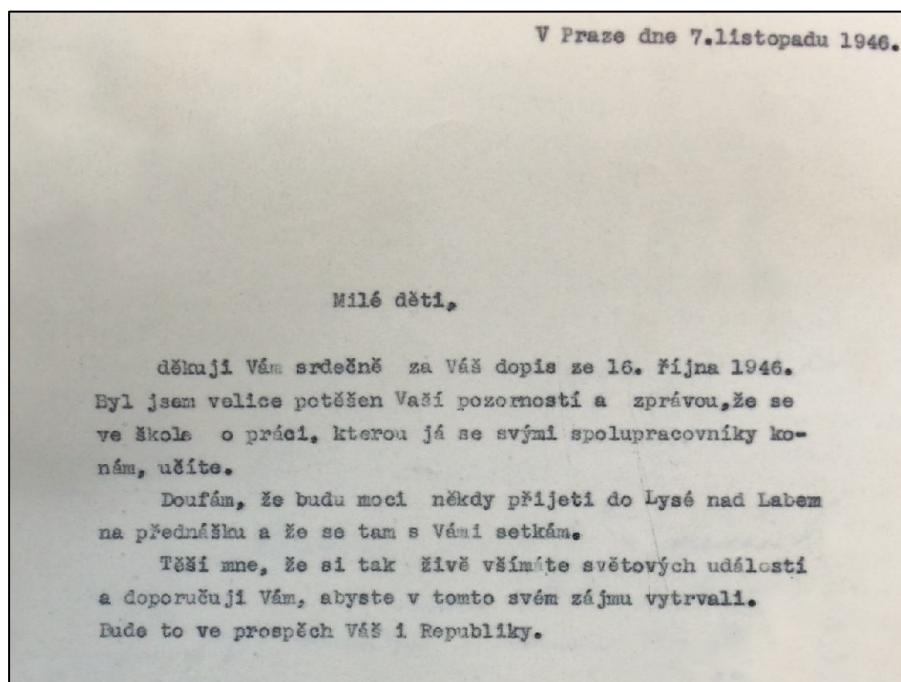 V Praze dne 7.listopadu 1946.
Milé děti,
děkuji Vám srdečně za Váš dopis ze 16. října 1946.
Byl jsem velice potěšen Vaší pozorností a zprávou,že se
ve škole o práci, kterou já se svými spolupracovníky ko-
nám, učíte.
Doufám, že budu moci někdy přijeti do Lysé nad Labem
na přednášku a že se tam s Vámi setkám.
Těší mne, že si tak živě všímáte světových událostí
a doporučuji Vám, abyste v tomto svém zájmu vytrvali.
Bude to ve prospěch Váš i Republiky.